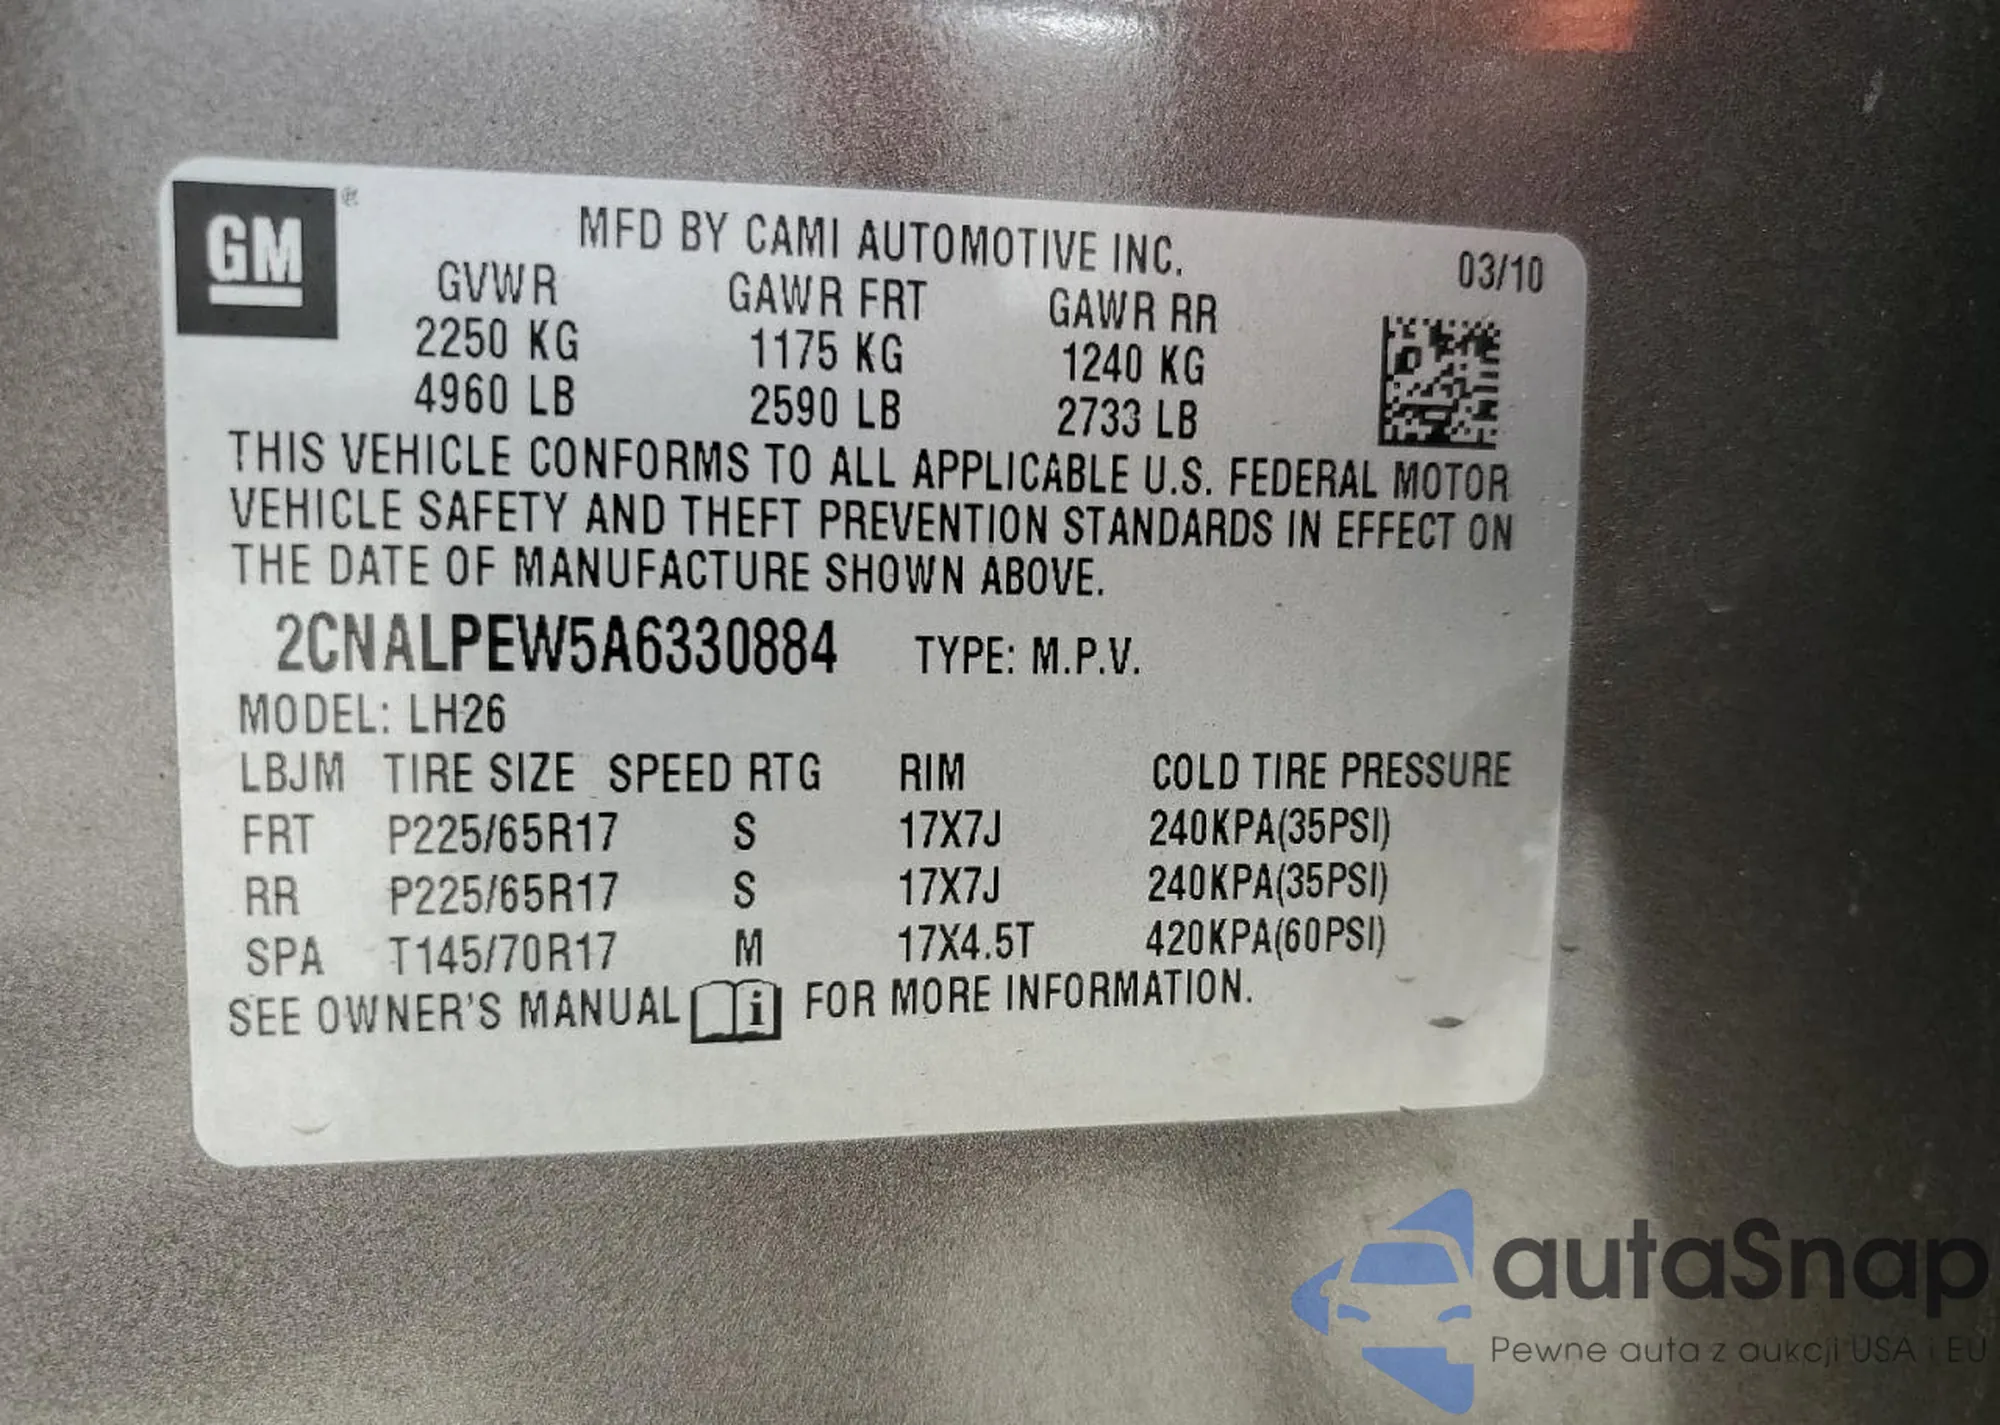 GM ®
MFD BY CAMI AUTOMOTIVE INC.
03/10
GVWR GAWR FRT GAWR RR
2250 KG 1175 KG 1240 KG
4960 LB 2590 LB 2733 LB
THIS VEHICLE CONFORMS TO ALL APPLICABLE U.S. FEDERAL MOTOR
VEHICLE SAFETY AND THEFT PREVENTION STANDARDS IN EFFECT ON
THE DATE OF MANUFACTURE SHOWN ABOVE.
2CNALPEW5A6330884 TYPE: M.P.V.
MODEL: LH26
LBJM TIRE SIZE SPEED RTG RIM COLD TIRE PRESSURE
FRT P225/65R17 S 17X7J 240KPA(35PSI)
RR P225/65R17 S 17X7J 240KPA(35PSI)
SPA T145/70R17 M 17X4.5T 420KPA(60PSI)
SEE OWNER'S MANUAL i FOR MORE INFORMATION.
autaSnap
Pewne auta z aukcji USA i EU